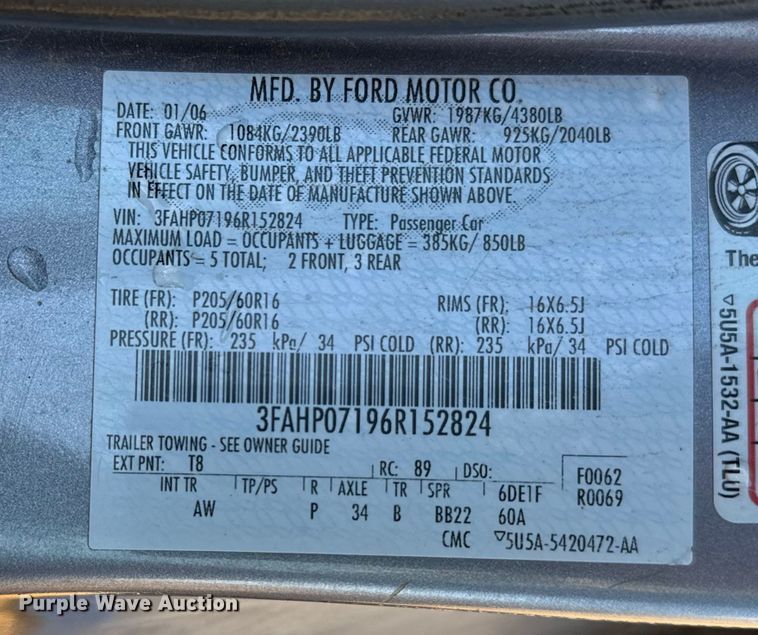 MFD. BY FORD MOTOR CO.
DATE: 01/06 GVWR: 1987KG/4380LB
FRONT GAWR: 1084KG/2390LB REAR GAWR: 925KG/2040LB
THIS VEHICLE CONFORMS TO ALL APPLICABLE FEDERAL MOTOR
VEHICLE SAFETY, BUMPER, AND THEFT PREVENTION STANDARDS
IN EFFECT ON THE DATE OF MANUFACTURE SHOWN ABOVE.
VIN: 3FAHP07196R152824 TYPE: Passenger Car
MAXIMUM LOAD = OCCUPANTS + LUGGAGE = 385KG/850LB
OCCUPANTS = 5 TOTAL; 2 FRONT, 3 REAR
TIRE (FR): P205/60R16 RIMS (FR): 16X6.5J
(RR): P205/60R16 (RR): 16X6.5J
PRESSURE (FR): 235 kPa/ 34 PSI COLD (RR): 235 kPa/ 34 PSI COLD
3FAHP07196R152824
TRAILER TOWING - SEE OWNER GUIDE
EXT PNT: T8 RC: 89 DSO: F0062
INT TR TP/PS R AXLE TR SPR 6DE1F R0069
AW P 34 B BB22 60A
CMC ▽5U5A-5420472-AA
The
▽5U5A-1532-AA (TLU)
Purple Wave Auction